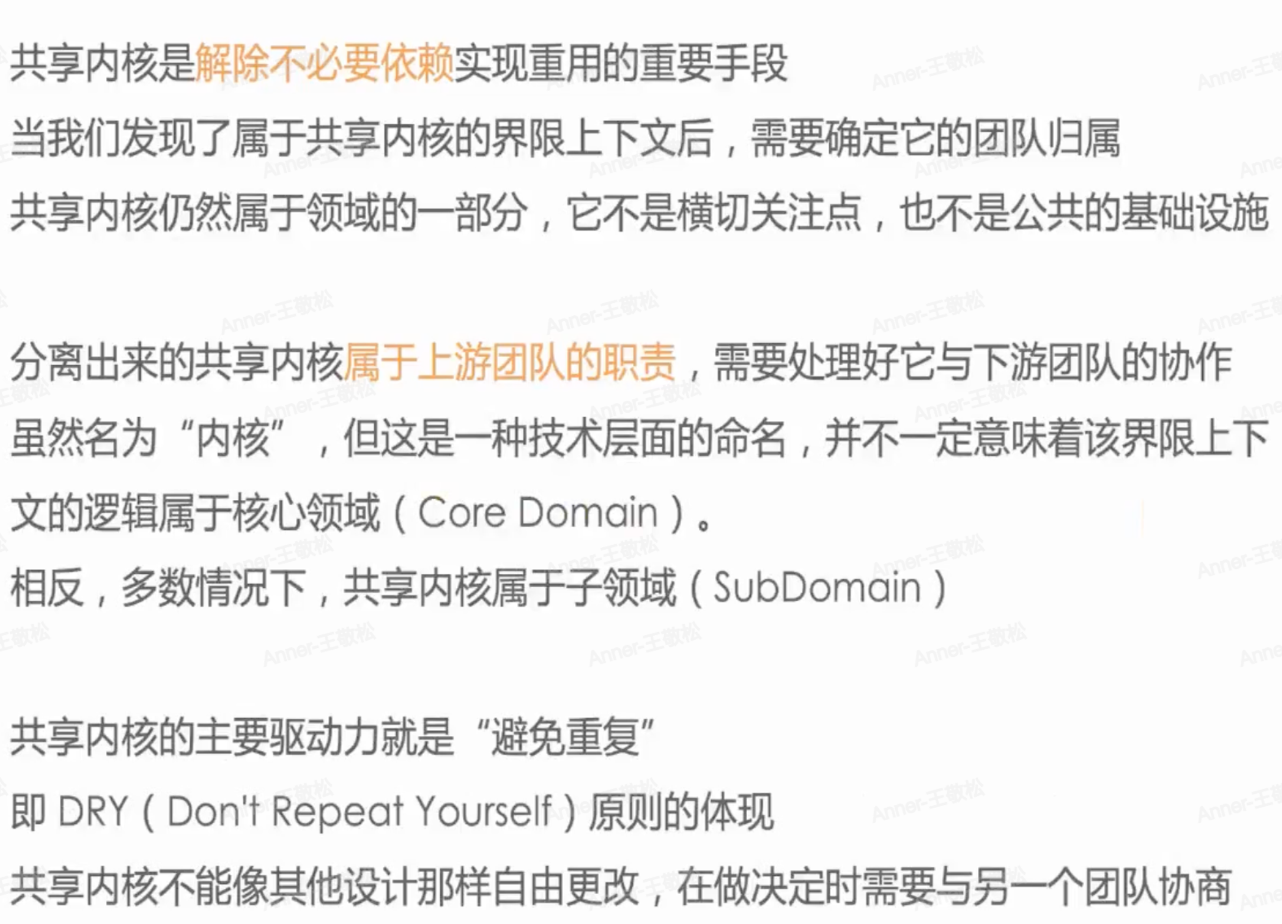 共享内核是解除不必要依赖实现重用的重要手段
当我们发现了属于共享内核的界限上下文后，需要确定它的团队归属
共享内核仍然属于领域的一部分，它不是横切关注点，也不是公共的基础设施
分离出来的共享内核属于上游团队的职责，需要处理好它与下游团队的协作
虽然名为“内核”，但这是一种技术层面的命名，并不一定意味着该界限上下
文的逻辑属于核心领域（Core Domain）。
相反，多数情况下，共享内核属于子领域（SubDomain）
共享内核的主要驱动力就是“避免重复”
即 DRY（Don't Repeat Yourself）原则的体现
共享内核不能像其他设计那样自由更改，在做决定时需要与另一个团队协商
Anner-王敬松